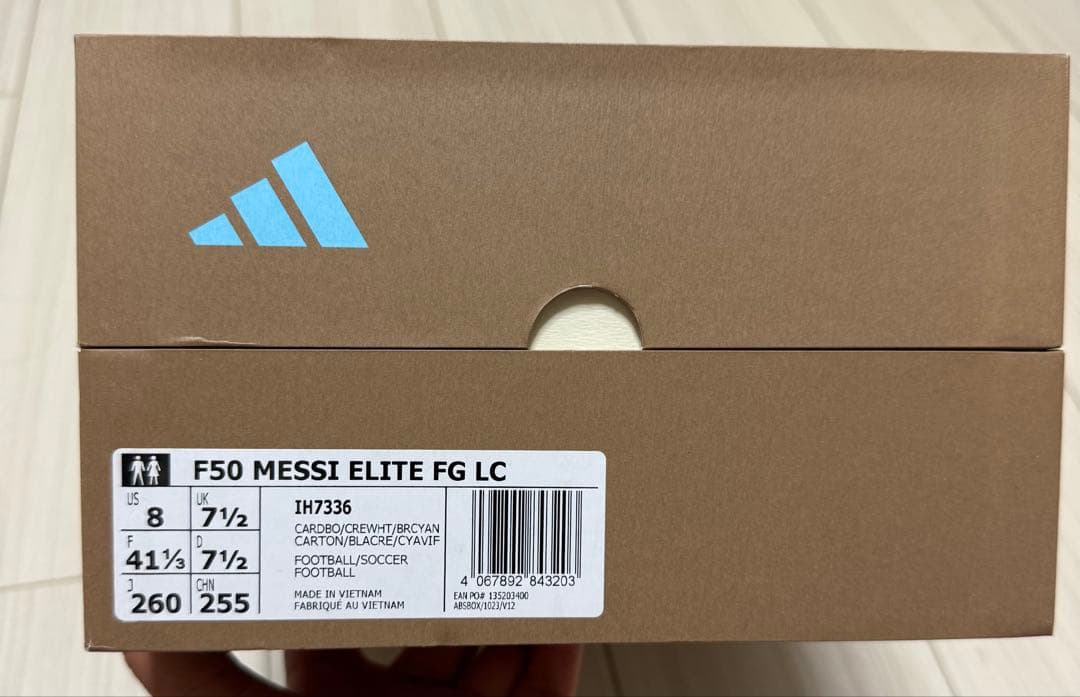 F50 MESSI ELITE FG LC
US 8
UK 7½
F 41⅓
D 7½
J 260
CHN 255
IH7336
CARDBO/CREWHT/BRCYAN
CARTON/BLACRE/CYAVIF
FOOTBALL/SOCCER
FOOTBALL
MADE IN VIETNAM
FABRIQUÉ AU VIETNAM
4 067892 843203
EAN PO# 135203400
ABSBOX/1023/V12